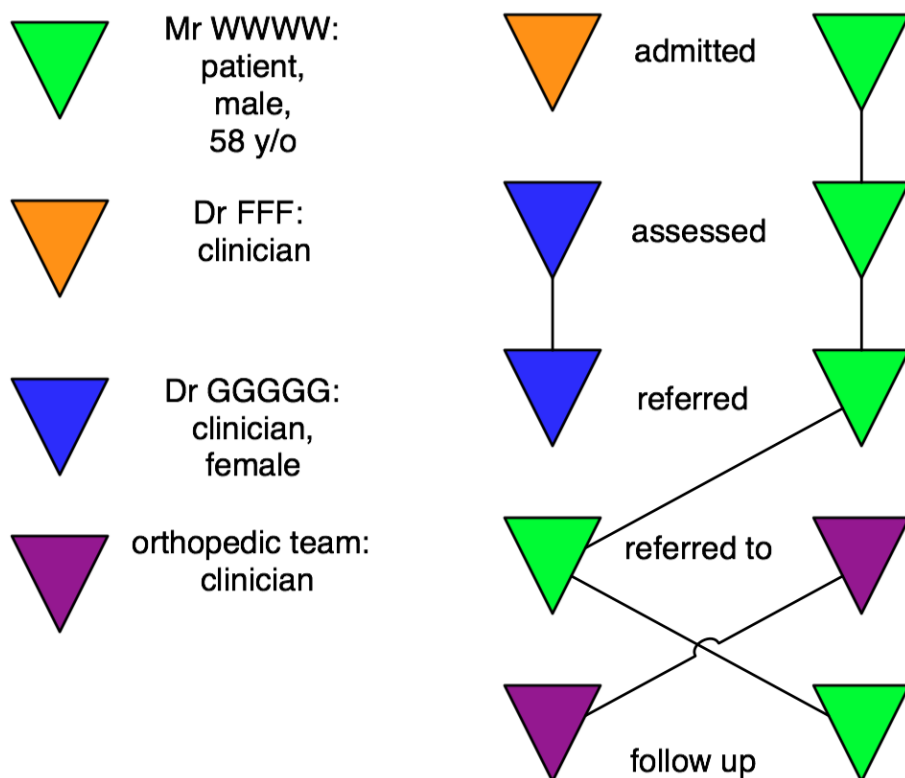 Mr WWWW:
patient,
male,
58 y/o
Dr FFF:
clinician
Dr GGGGG:
clinician,
female
orthopedic team:
clinician
admitted
assessed
referred
referred to
follow up